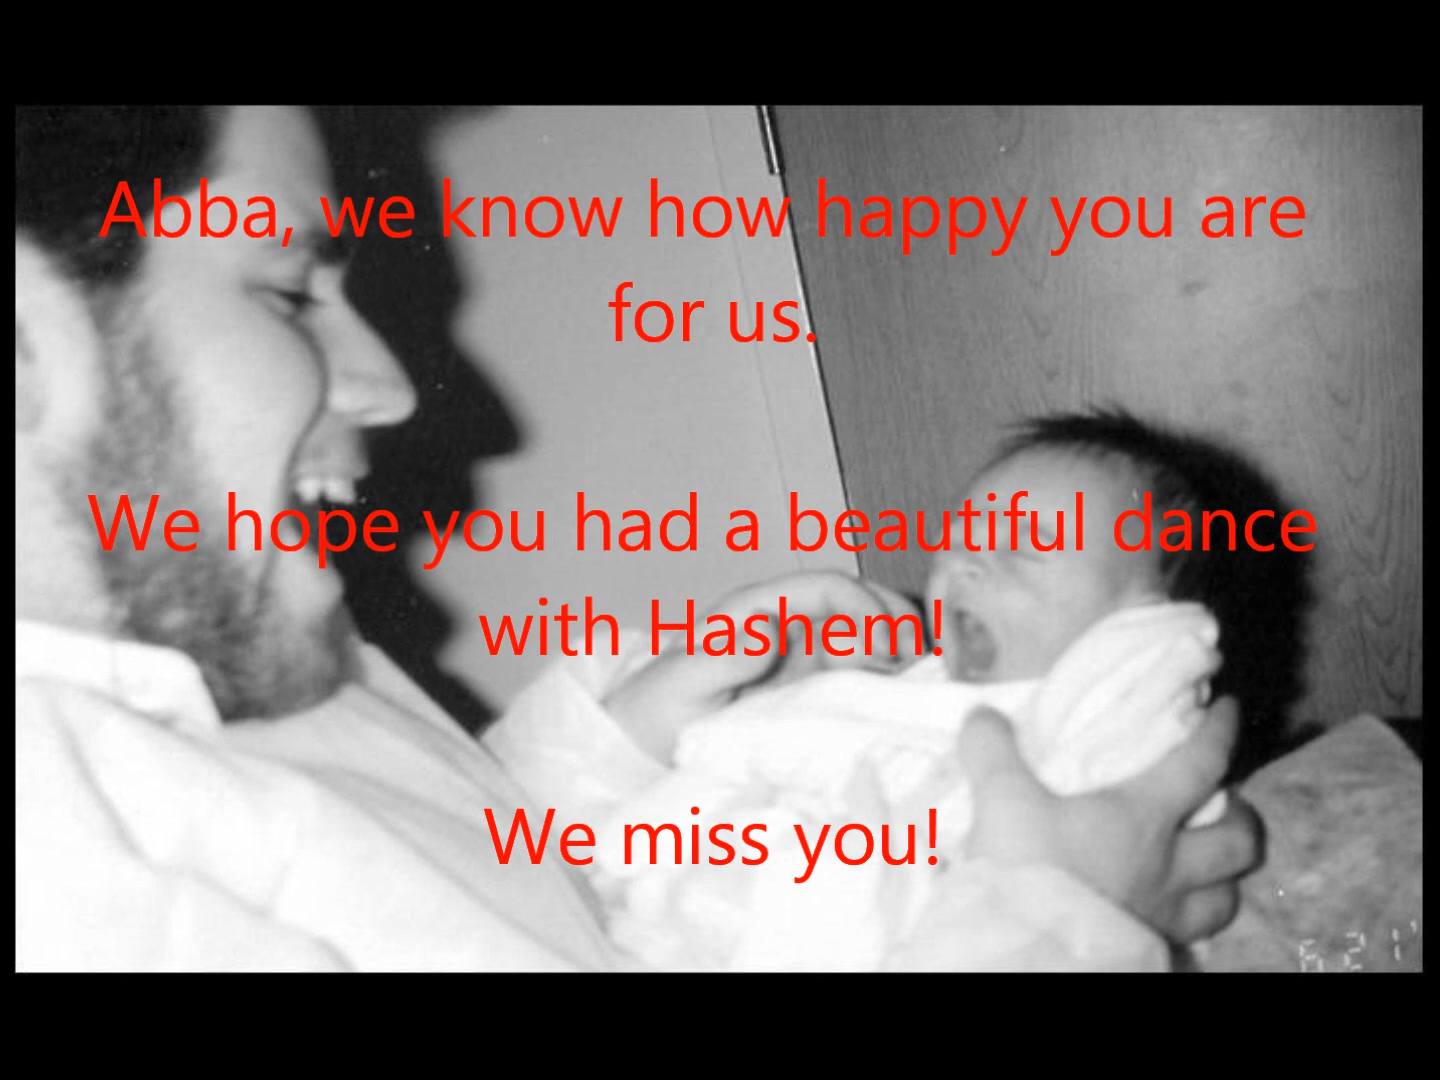 Abba, we know how happy you are
for us.
We hope you had a beautiful dance
with Hashem!
We miss you!